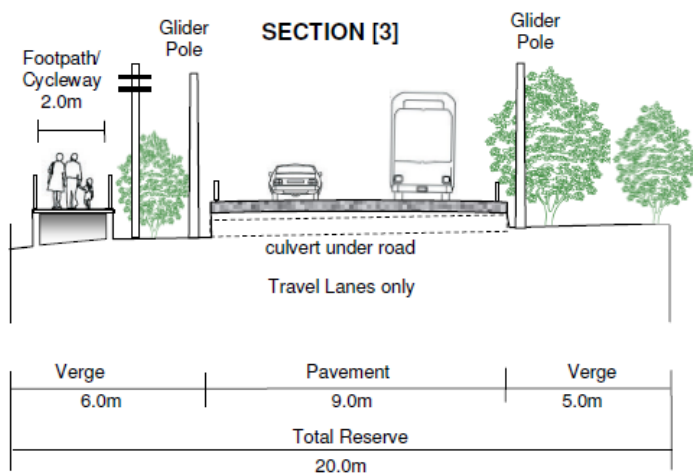 Glider
Pole
SECTION [3]
Glider
Pole
Footpath/
Cycleway
2.0m
culvert under road
Travel Lanes only
Verge
Pavement
Verge
6.0m
9.0m
5.0m
Total Reserve
20.0m